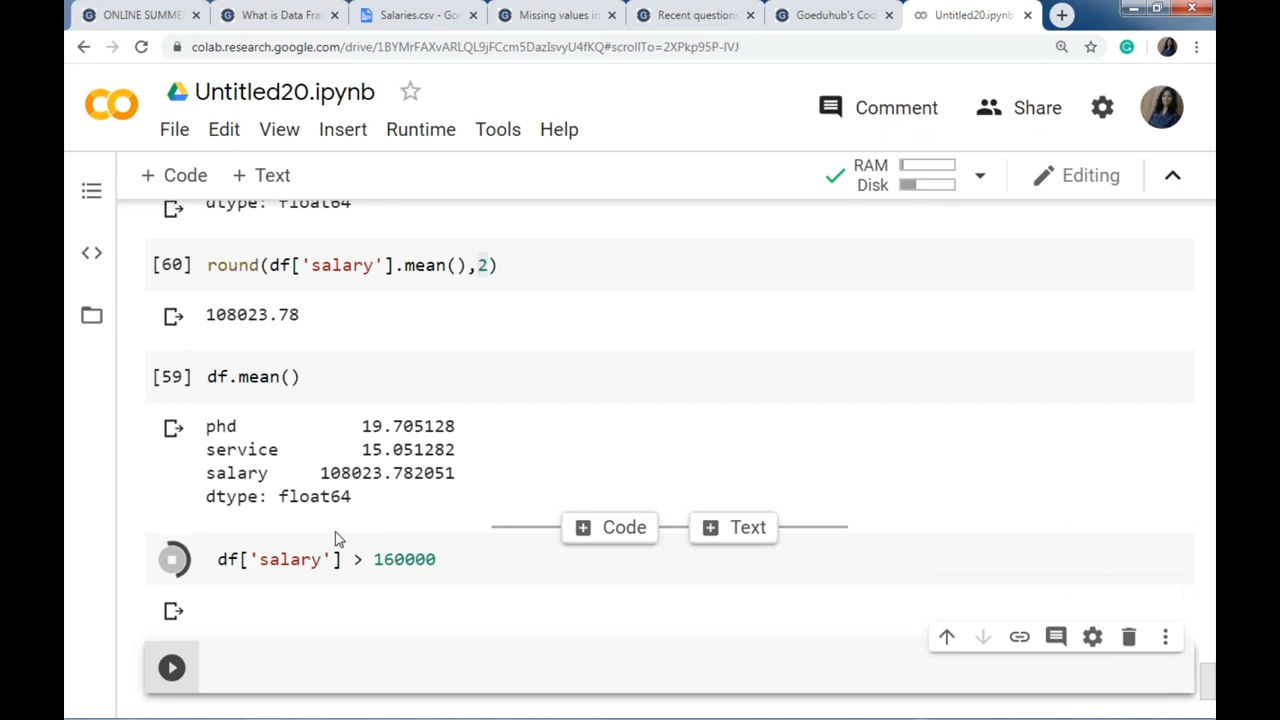 ONLINE SUMME
What is Data Fra
Salaries.csv - Go
Missing values in
Recent question
Goeduhub's Cod
Untitled20.ipynb
colab.research.google.com/drive/1BYMrFAXvARLQL9jFCcm5DazIsvyU4fKQ#scrollTo=2XPkp95P-IVJ
Untitled20.ipynb
Comment
Share
File Edit View Insert Runtime Tools Help
+ Code + Text
RAM
Disk
Editing
dtype: float64
[60] round(df['salary'].mean(),2)
108023.78
[59] df.mean()
phd 19.705128
service 15.051282
salary 108023.782051
dtype: float64
Code Text
df['salary'] > 160000